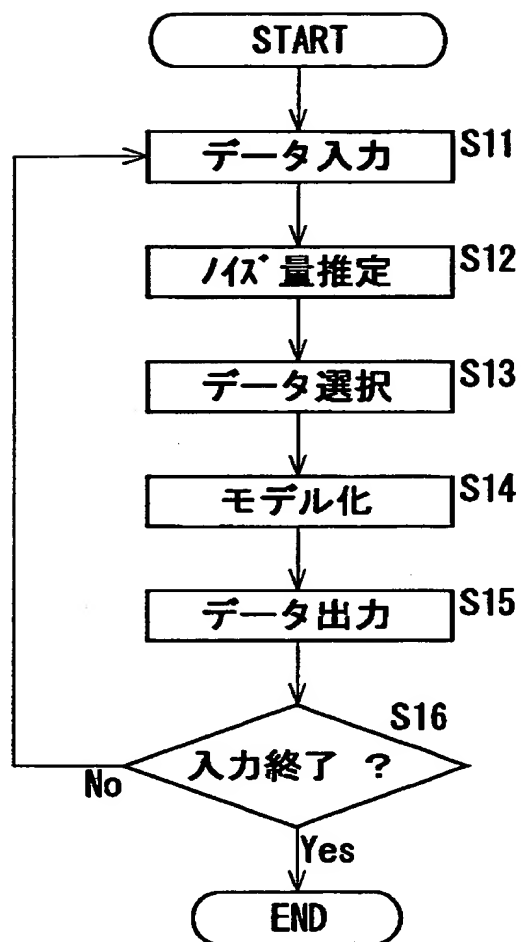 START
データ入力
S11
ノイズ量推定
S12
データ選択
S13
モデル化
S14
データ出力
S15
S16
入力終了 ?
No
Yes
END